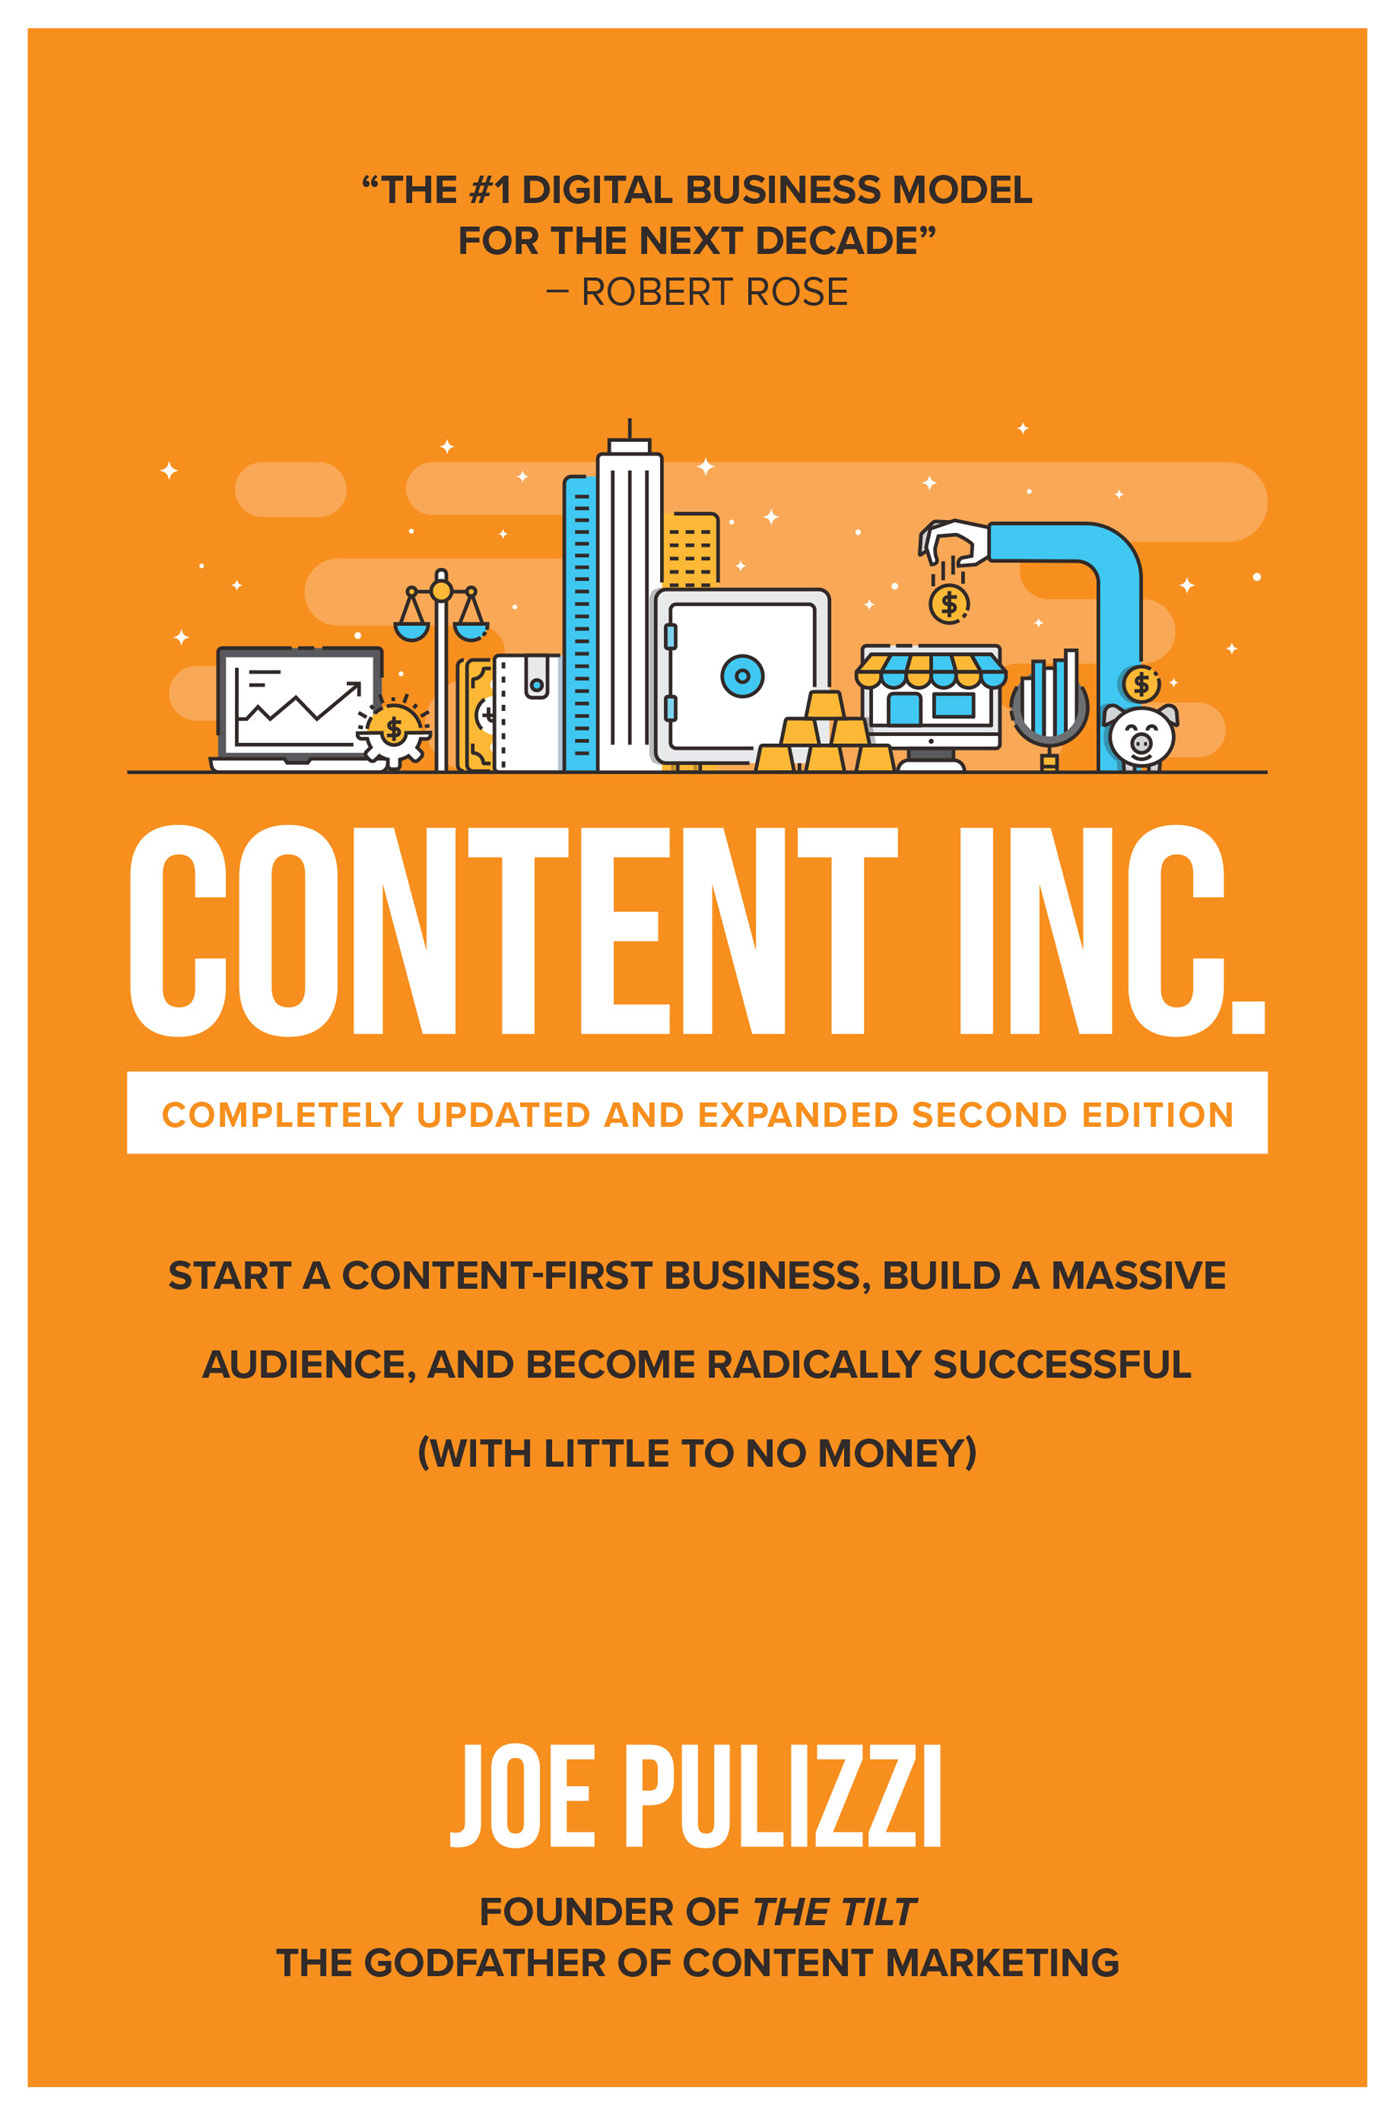 “THE #1 DIGITAL BUSINESS MODEL
FOR THE NEXT DECADE”
– ROBERT ROSE
$
$
$
CONTENT INC.
COMPLETELY UPDATED AND EXPANDED SECOND EDITION
START A CONTENT-FIRST BUSINESS, BUILD A MASSIVE
AUDIENCE, AND BECOME RADICALLY SUCCESSFUL
(WITH LITTLE TO NO MONEY)
JOE PULIZZI
FOUNDER OF THE TILT
THE GODFATHER OF CONTENT MARKETING